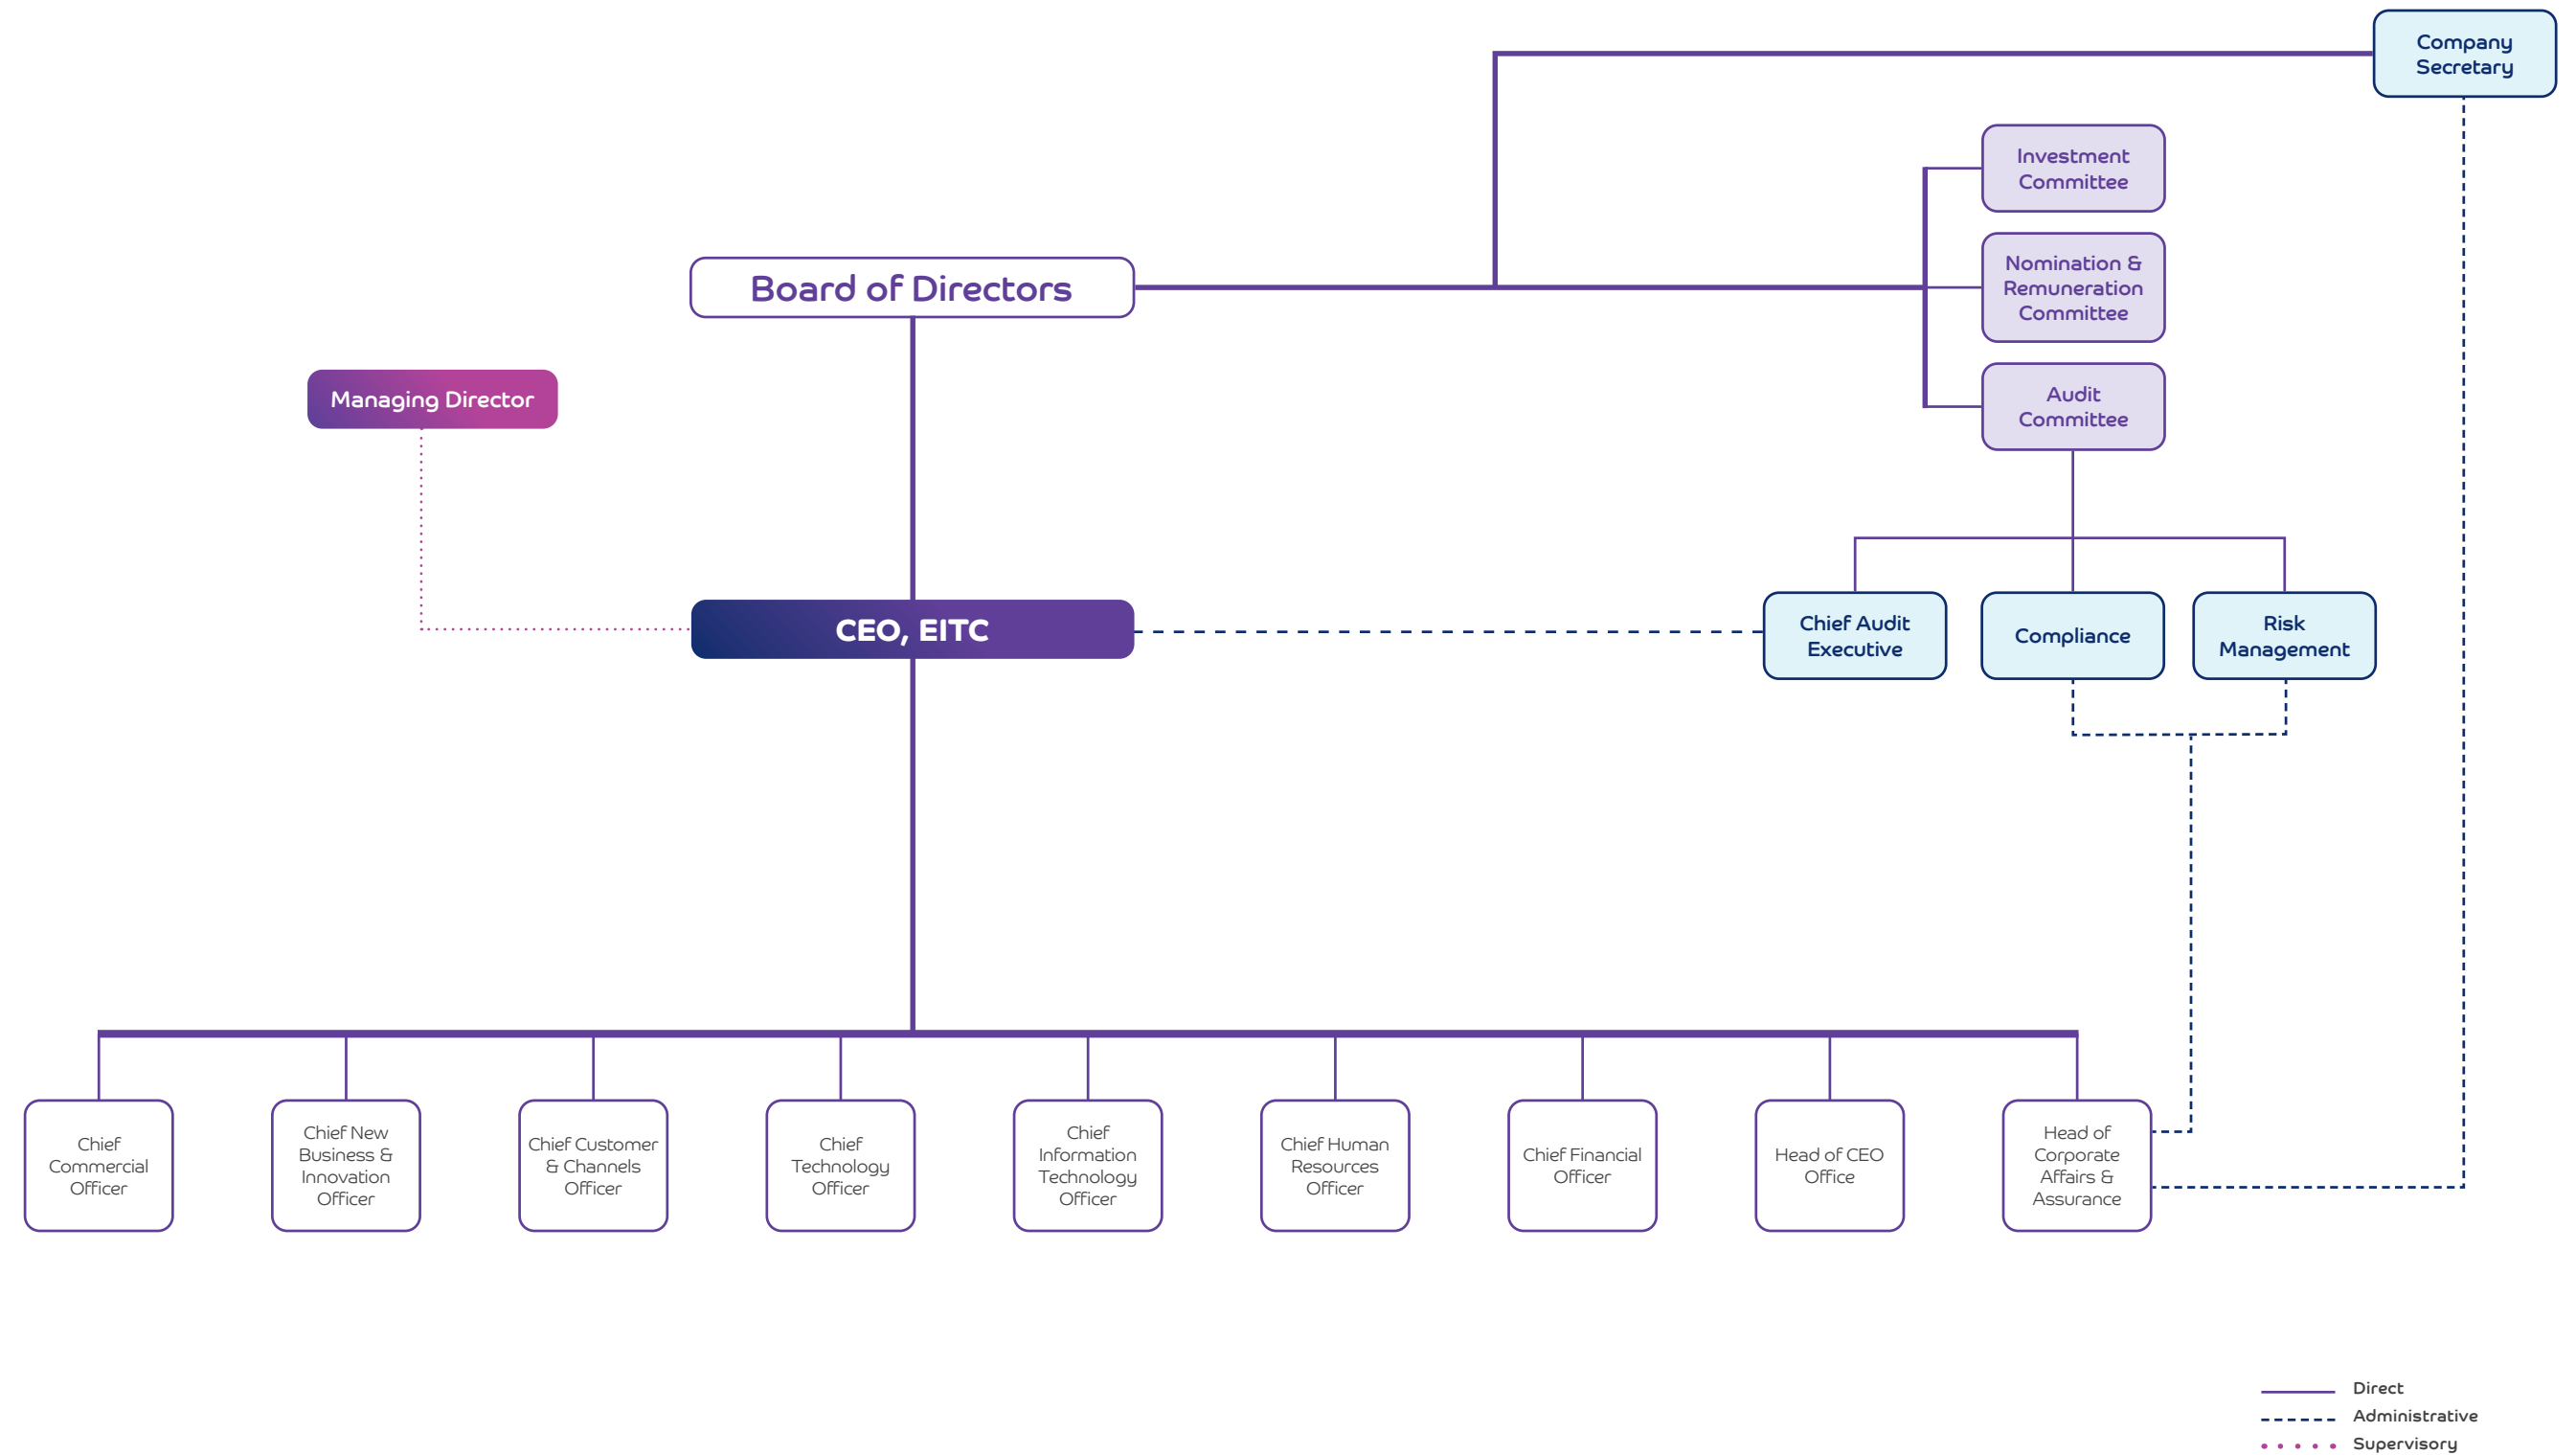 Company
Secretary
Investment
Committee
Nomination &
Remuneration
Committee
Board of Directors
Managing Director
Audit
Committee
CEO, EITC
Chief Audit
Executive
Compliance
Risk
Management
Chief
Commercial
Officer
Chief New
Business &
Innovation
Officer
Chief Customer
& Channels
Officer
Chief
Technology
Officer
Chief
Information
Technology
Officer
Chief Human
Resources
Officer
Chief Financial
Officer
Head of CEO
Office
Head of
Corporate
Affairs &
Assurance
Direct
Administrative
Supervisory